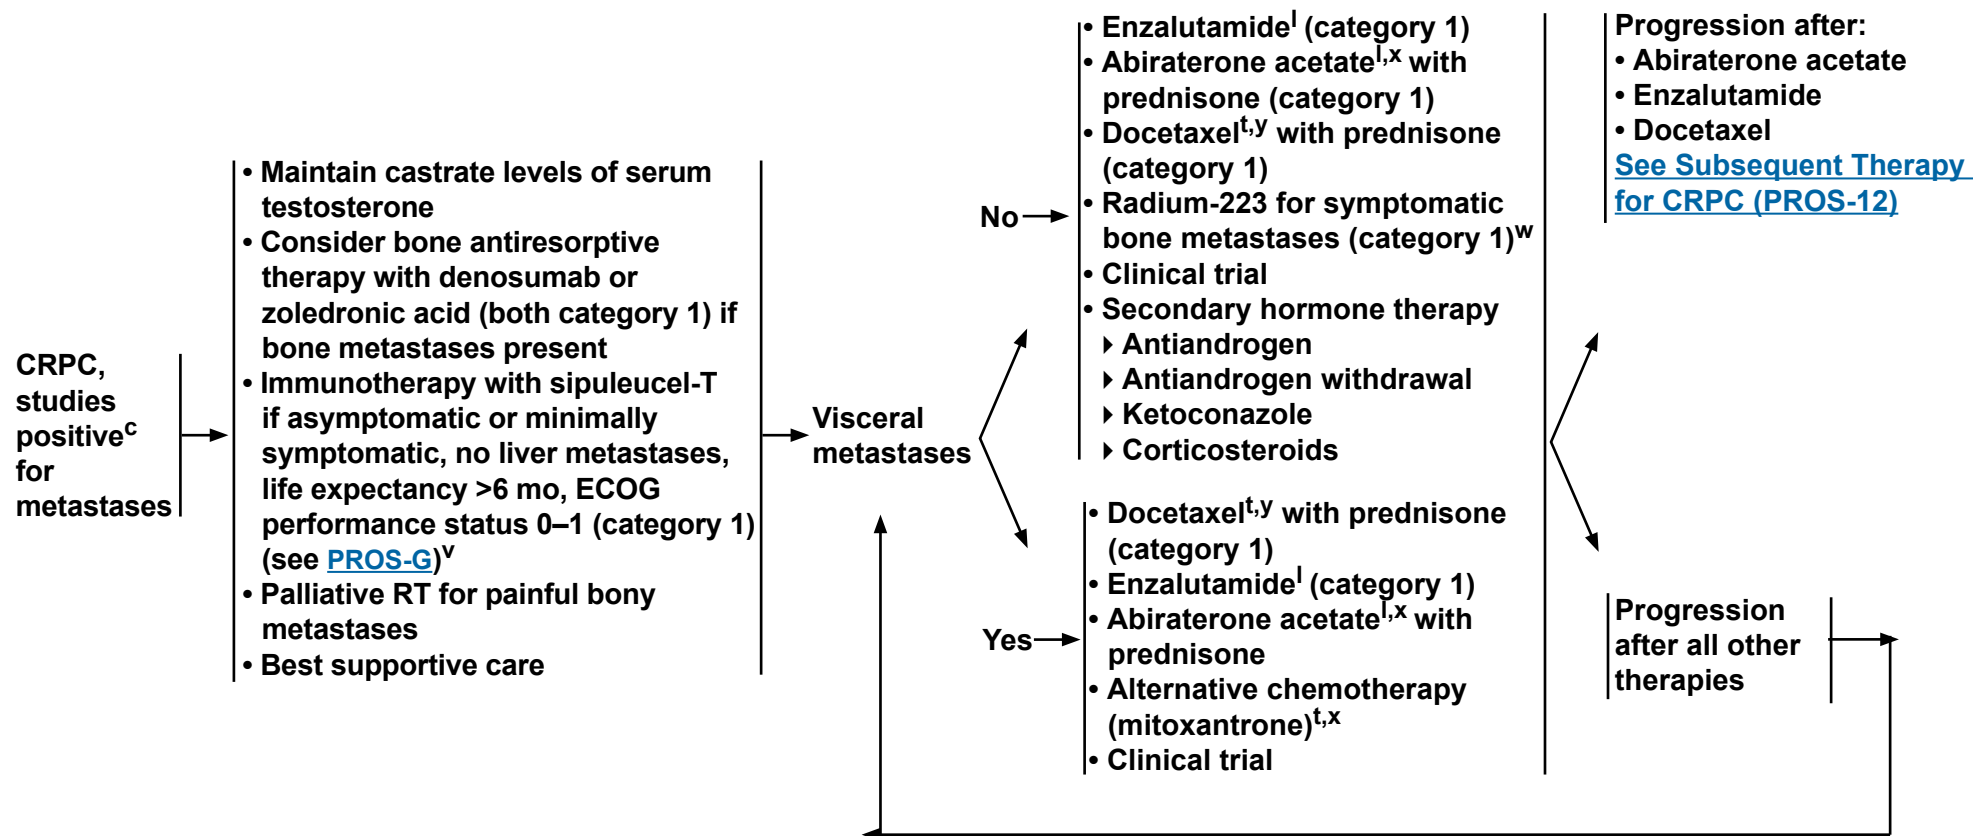 CRPC,
studies
positiveᶜ
for
metastases
• Maintain castrate levels of serum
testosterone
• Consider bone antiresorptive
therapy with denosumab or
zoledronic acid (both category 1) if
bone metastases present
• Immunotherapy with sipuleucel-T
if asymptomatic or minimally
symptomatic, no liver metastases,
life expectancy >6 mo, ECOG
performance status 0–1 (category 1)
(see PROS-G)ᵛ
• Palliative RT for painful bony
metastases
• Best supportive care
Visceral
metastases
No
• Enzalutamideˡ (category 1)
• Abiraterone acetateˡ,ˣ with
prednisone (category 1)
• Docetaxelᵗ,ʸ with prednisone
(category 1)
• Radium-223 for symptomatic
bone metastases (category 1)ʷ
• Clinical trial
• Secondary hormone therapy
▸ Antiandrogen
▸ Antiandrogen withdrawal
▸ Ketoconazole
▸ Corticosteroids
Yes
• Docetaxelᵗ,ʸ with prednisone
(category 1)
• Enzalutamideˡ (category 1)
• Abiraterone acetateˡ,ˣ with
prednisone
• Alternative chemotherapy
(mitoxantrone)ᵗ,ˣ
• Clinical trial
Progression after:
• Abiraterone acetate
• Enzalutamide
• Docetaxel
See Subsequent Therapy
for CRPC (PROS-12)
Progression
after all other
therapies